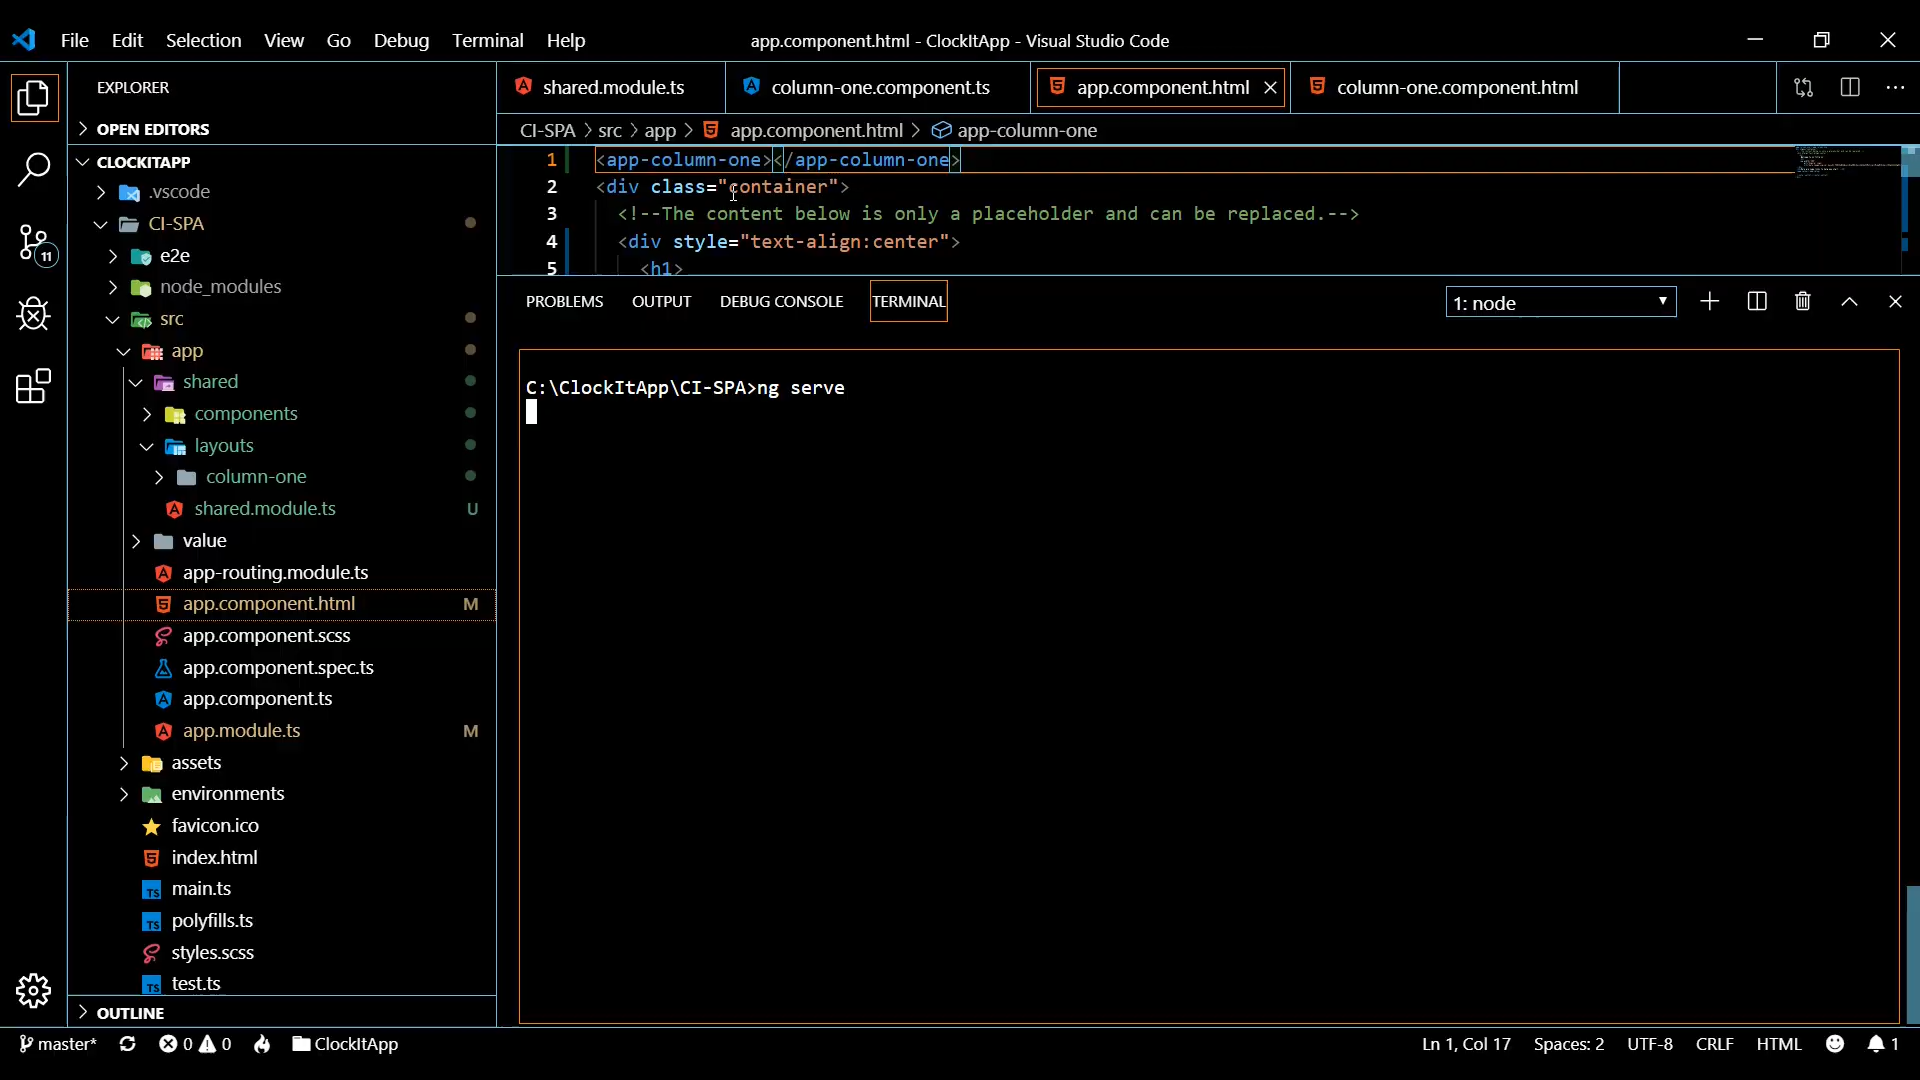 File Edit Selection View Go Debug Terminal Help
app.component.html - ClockItApp - Visual Studio Code
EXPLORER
OPEN EDITORS
CLOCKITAPP
.vscode
CI-SPA
e2e
node_modules
src
app
shared
components
layouts
column-one
shared.module.ts U
value
app-routing.module.ts
app.component.html M
app.component.scss
app.component.spec.ts
app.component.ts
app.module.ts M
assets
environments
favicon.ico
index.html
main.ts
polyfills.ts
styles.scss
test.ts
OUTLINE
11
shared.module.ts
column-one.component.ts
app.component.html
column-one.component.html
CI-SPA > src > app > app.component.html > app-column-one
1 <app-column-one></app-column-one>
2 <div class="container">
3 <!--The content below is only a placeholder and can be replaced.-->
4 <div style="text-align:center">
5 <h1>
PROBLEMS OUTPUT DEBUG CONSOLE TERMINAL
1: node
C:\ClockItApp\CI-SPA>ng serve
master* 0 0 ClockItApp
Ln 1, Col 17 Spaces: 2 UTF-8 CRLF HTML 1